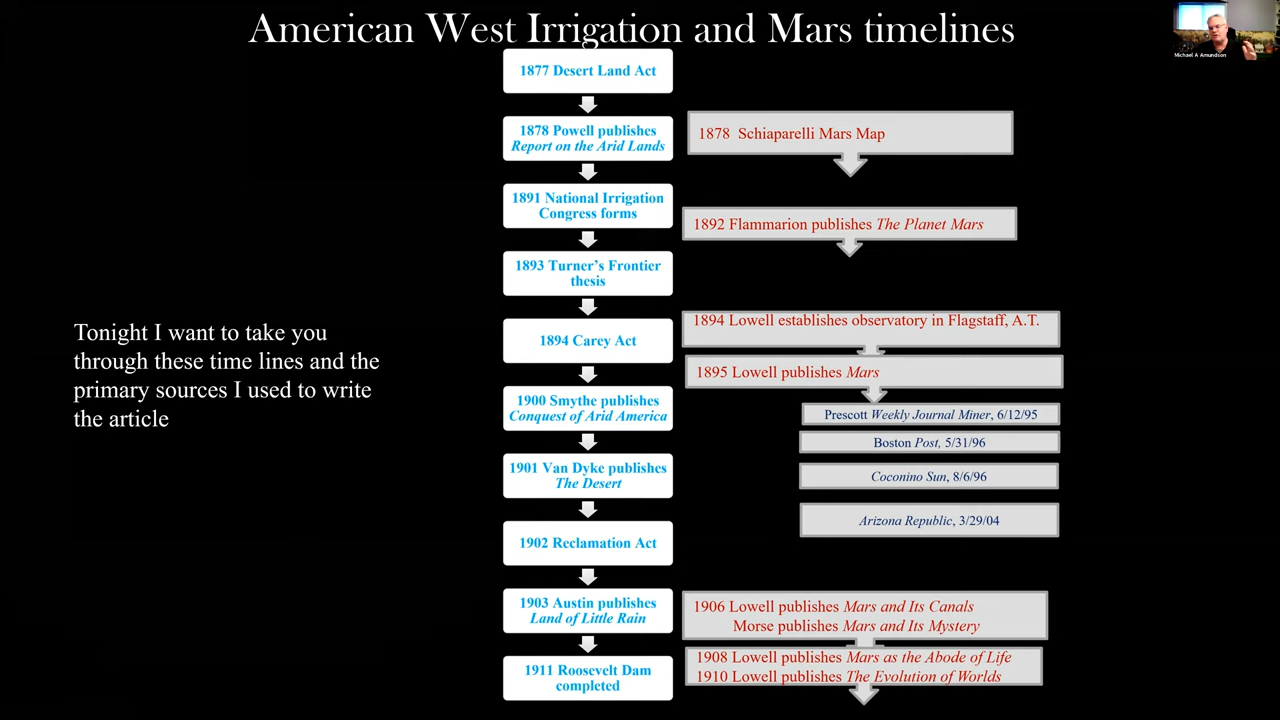 American West Irrigation and Mars timelines
Michael A Amundson
1877 Desert Land Act
1878 Powell publishes
Report on the Arid Lands
1878 Schiaparelli Mars Map
1891 National Irrigation
Congress forms
1892 Flammarion publishes The Planet Mars
1893 Turner's Frontier
thesis
1894 Carey Act
1894 Lowell establishes observatory in Flagstaff, A.T.
1895 Lowell publishes Mars
Tonight I want to take you
through these time lines and the
primary sources I used to write
the article
1900 Smythe publishes
Conquest of Arid America
Prescott Weekly Journal Miner, 6/12/95
Boston Post, 5/31/96
1901 Van Dyke publishes
The Desert
Coconino Sun, 8/6/96
Arizona Republic, 3/29/04
1902 Reclamation Act
1903 Austin publishes
Land of Little Rain
1906 Lowell publishes Mars and Its Canals
Morse publishes Mars and Its Mystery
1911 Roosevelt Dam
completed
1908 Lowell publishes Mars as the Abode of Life
1910 Lowell publishes The Evolution of Worlds